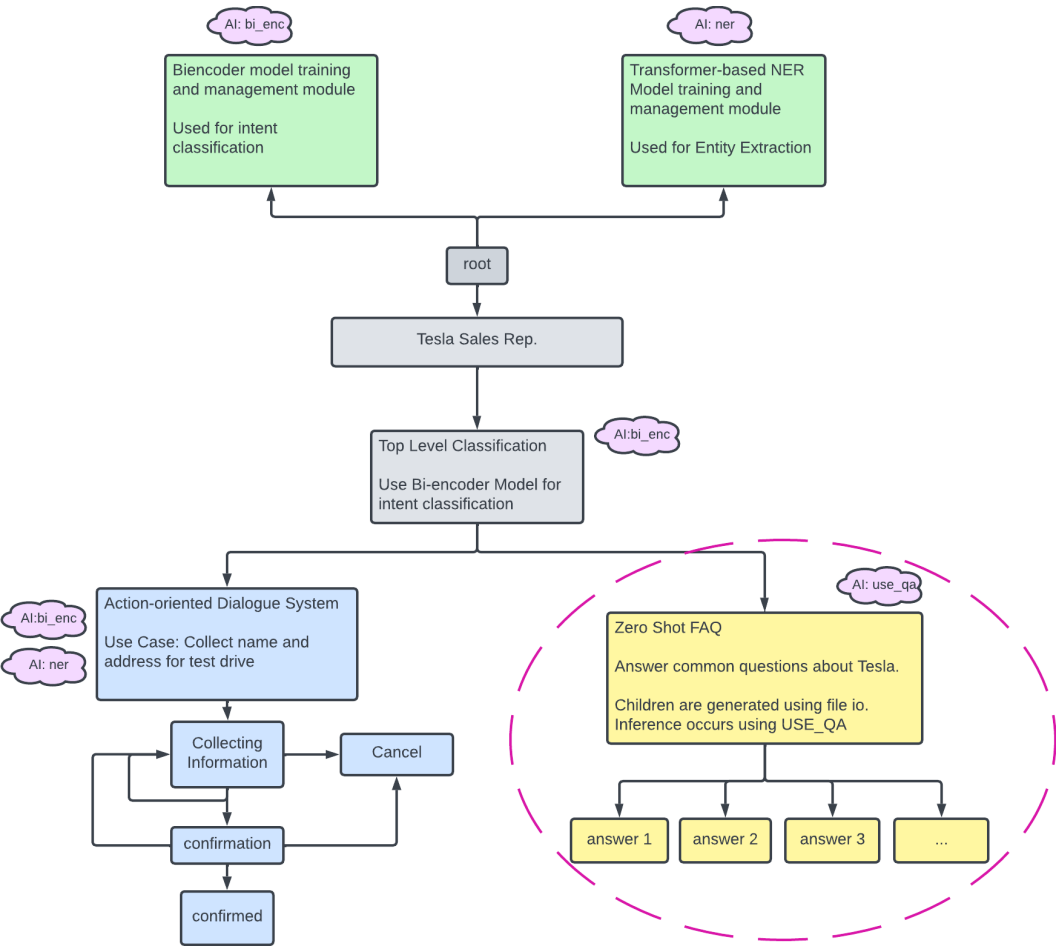 AI: bi_enc
AI: ner
Biencoder model training
and management module
Used for intent
classification
Transformer-based NER
Model training and
management module
Used for Entity Extraction
root
Tesla Sales Rep.
AI:bi_enc
Top Level Classification
Use Bi-encoder Model for
intent classification
AI:bi_enc
AI: ner
Action-oriented Dialogue System
Use Case: Collect name and
address for test drive
Collecting
Information
Cancel
confirmation
confirmed
AI: use_qa
Zero Shot FAQ
Answer common questions about Tesla.
Children are generated using file io.
Inference occurs using USE_QA
answer 1
answer 2
answer 3
...